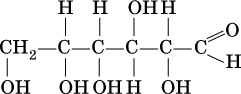 H H OH H
O
CH2 C C C C C
H
OH OH OH H OH